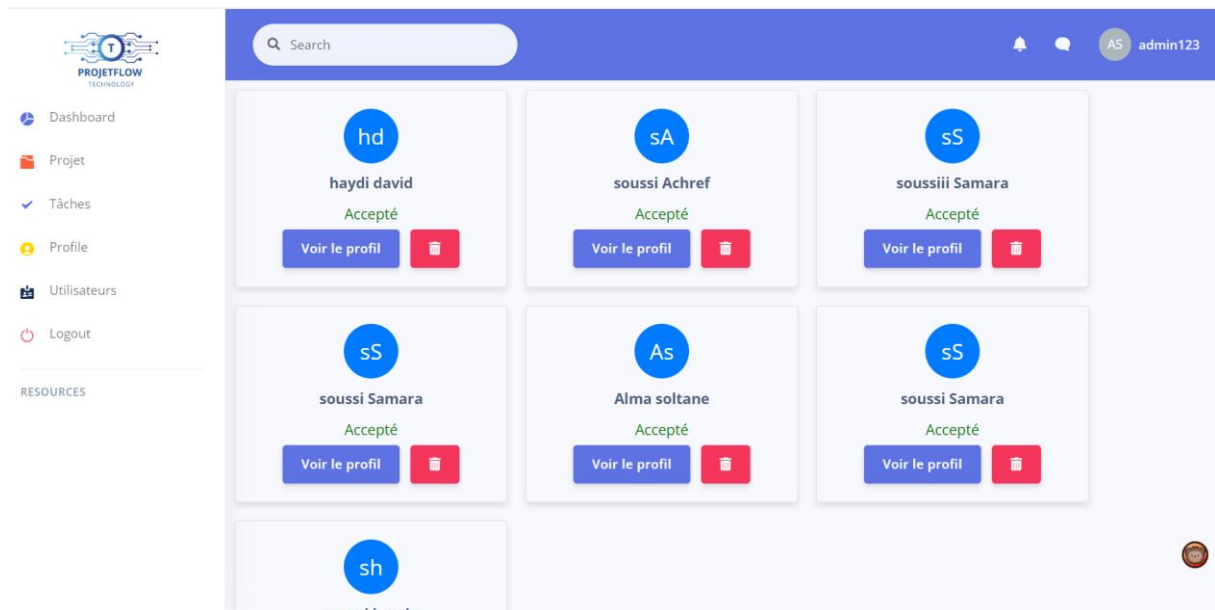 T
PROJETFLOW
TECHNOLOGY
Search
AS admin123
Dashboard
Projet
Tâches
Profile
Utilisateurs
Logout
RESOURCES
hd
haydi david
Accepté
Voir le profil
sA
soussi Achref
Accepté
Voir le profil
sS
soussiii Samara
Accepté
Voir le profil
sS
soussi Samara
Accepté
Voir le profil
As
Alma soltane
Accepté
Voir le profil
sS
soussi Samara
Accepté
Voir le profil
sh